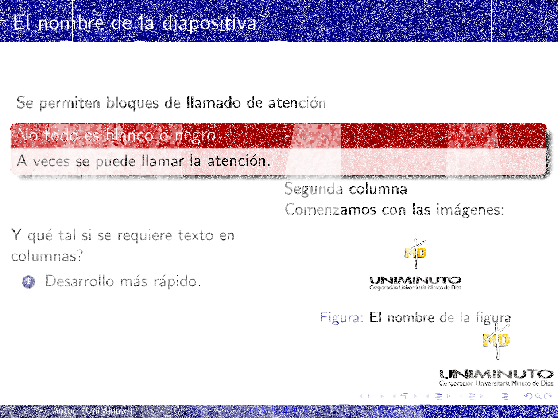 El nombre de la diapositiva
Se permiten bloques de llamado de atención
No todo es blanco o negro
A veces se puede llamar la atención.
Segunda columna
Comenzamos con las imágenes:
Y qué tal si se requiere texto en
columnas?
Desarrollo más rápido.
UNIMINUTO
Corporación Universitaria Minuto de Dios
Figura: El nombre de la figura
UNIMINUTO
Corporación Universitaria Minuto de Dios